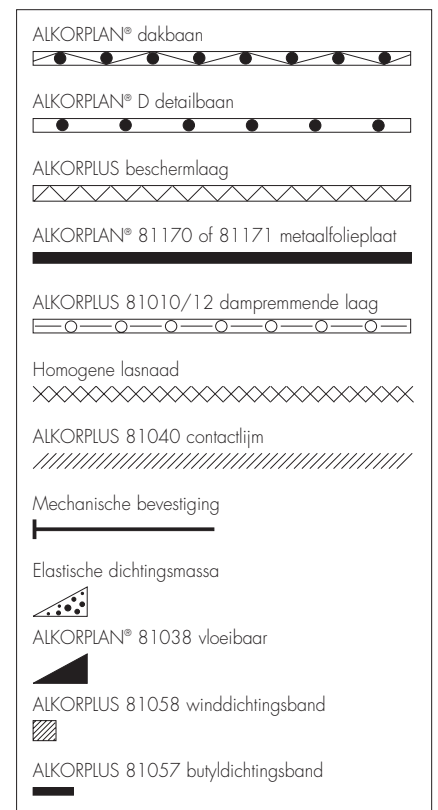 ALKORPLAN® dakbaan
ALKORPLAN® D detailbaan
ALKORPLUS beschermlaag
ALKORPLAN® 81170 of 81171 metaalfolieplaat
ALKORPLUS 81010/12 dampremmende laag
Homogene lasnaad
ALKORPLUS 81040 contactlijm
Mechanische bevestiging
Elastische dichtingsmassa
ALKORPLAN® 81038 vloeibaar
ALKORPLUS 81058 winddichtingsband
ALKORPLUS 81057 butyldichtingsband